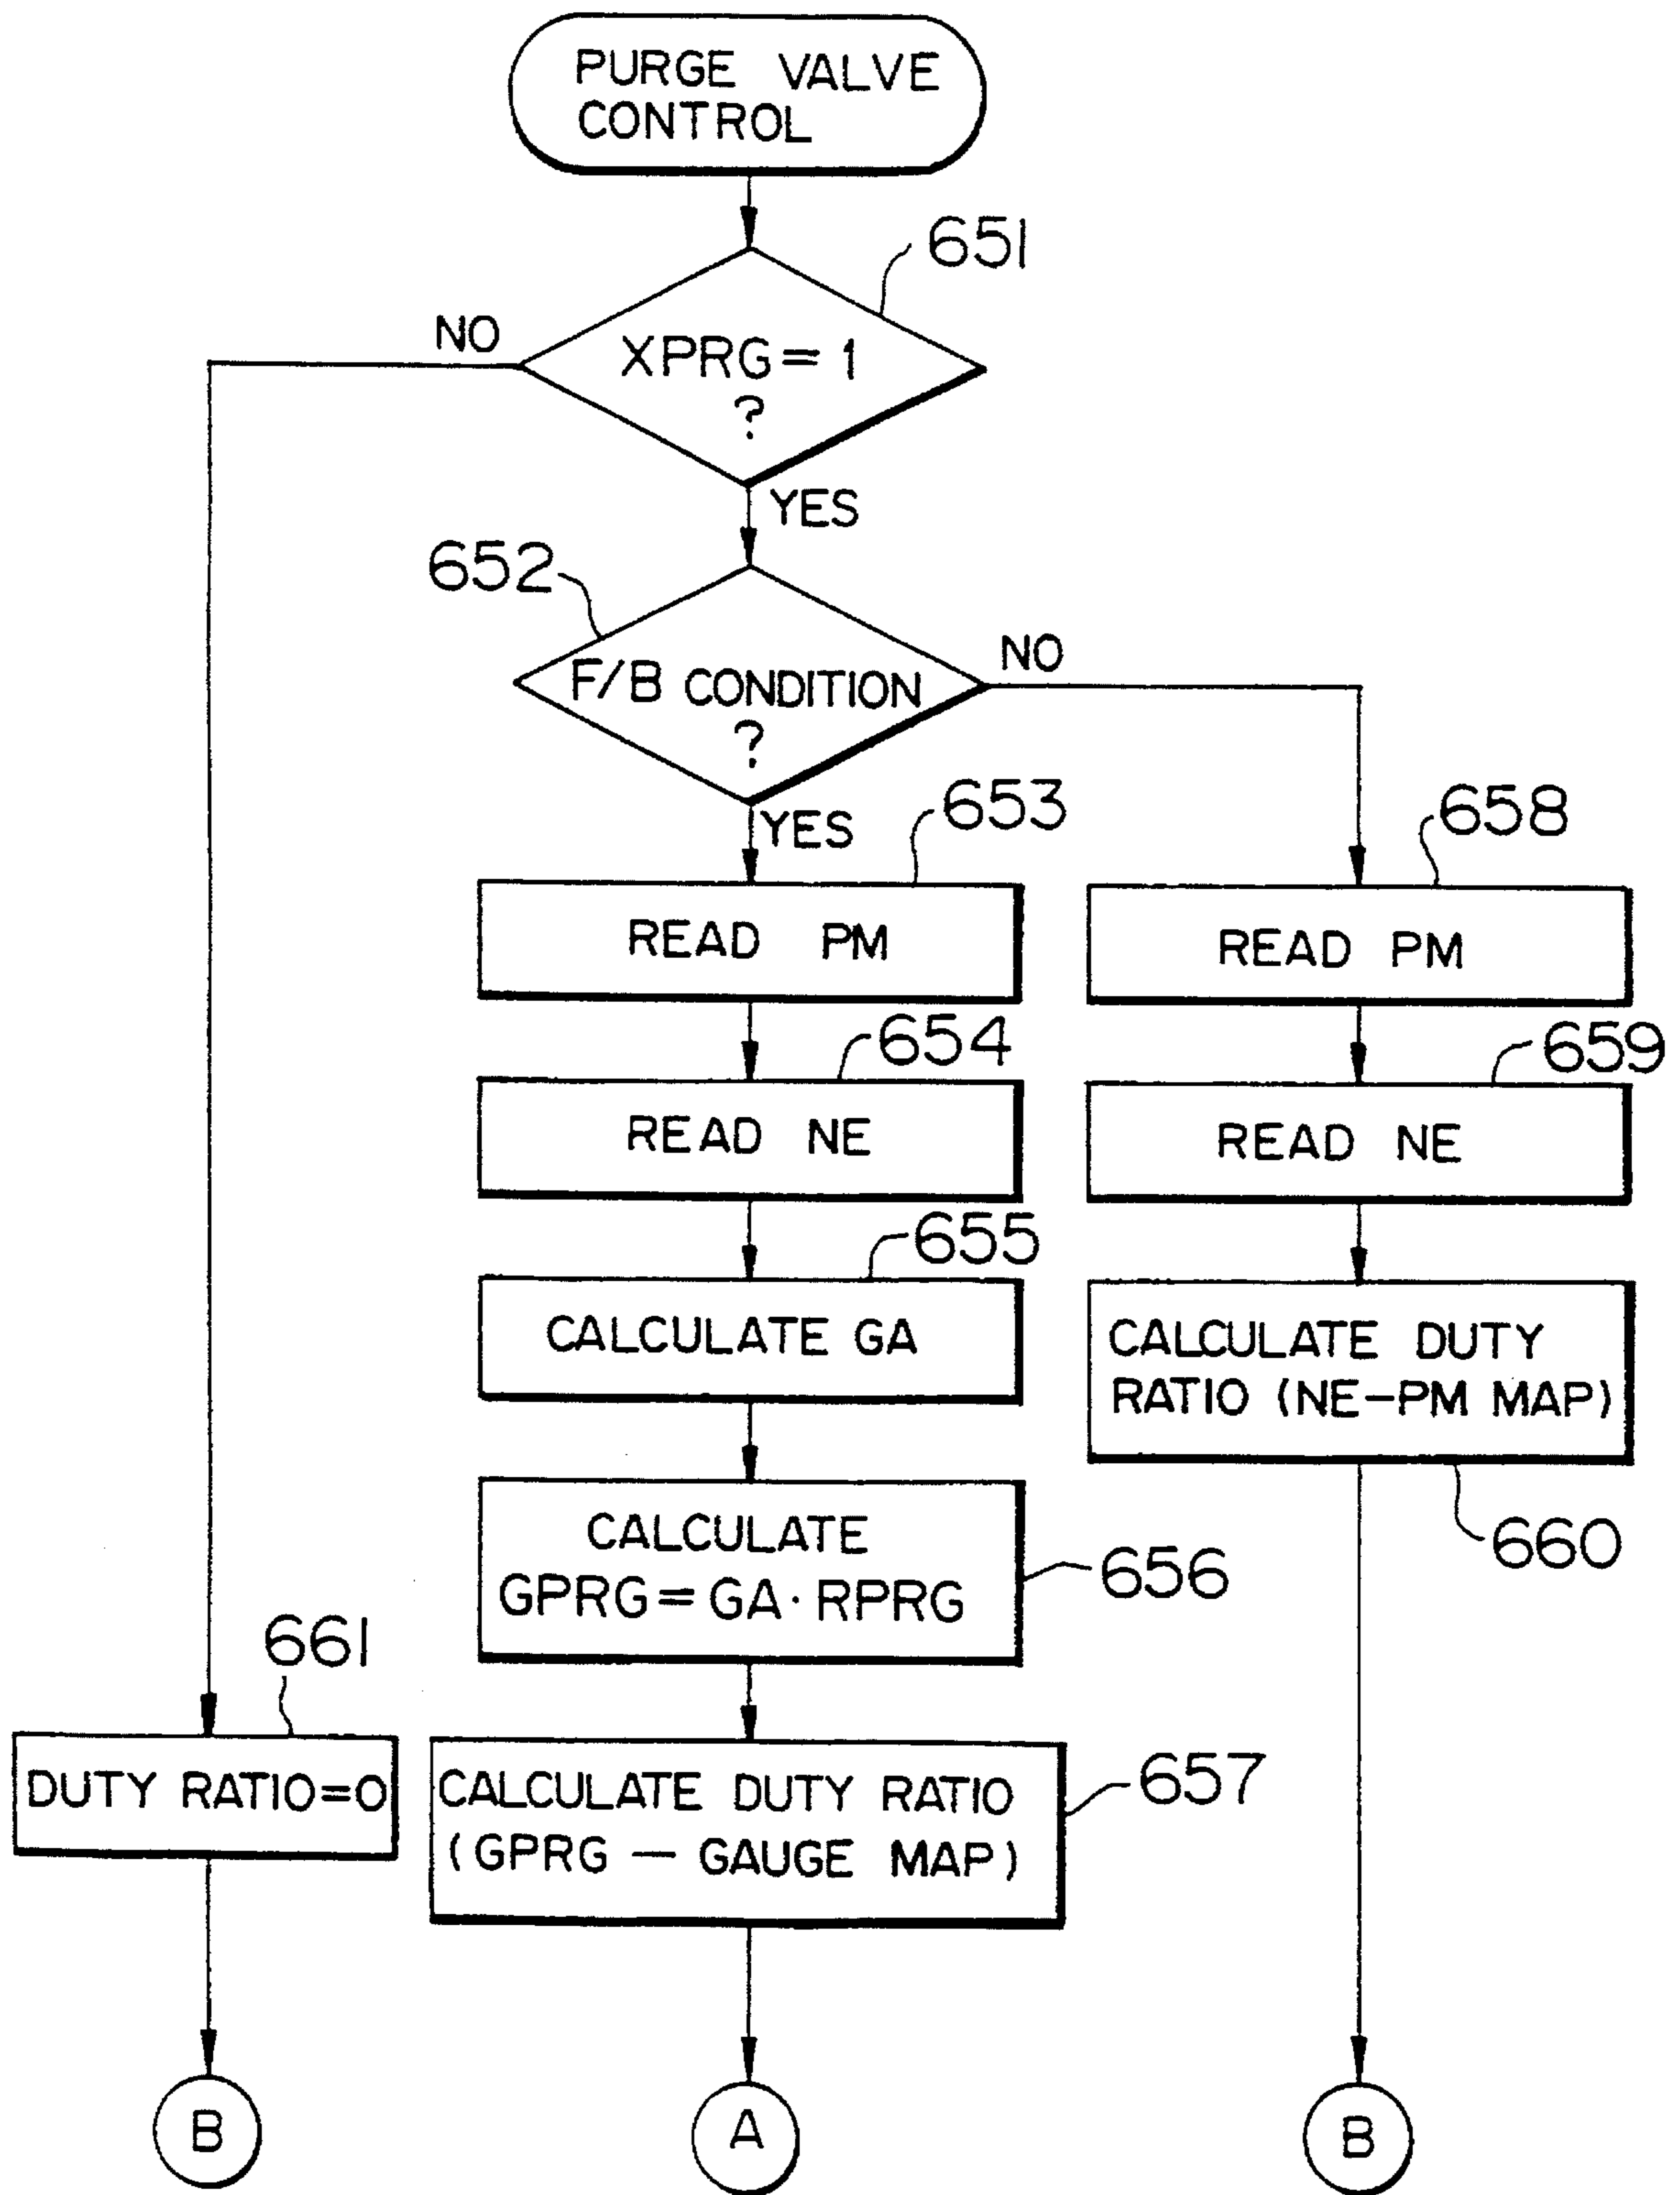 PURGE VALVE
CONTROL
651
NO
XPRG = 1
?
YES
652
F/B CONDITION
?
NO
YES
653
READ PM
654
READ NE
655
CALCULATE GA
CALCULATE
GPRG = GA · RPRG
656
CALCULATE DUTY RATIO
(GPRG — GAUGE MAP)
657
A
658
READ PM
659
READ NE
CALCULATE DUTY
RATIO (NE–PM MAP)
660
B
661
DUTY RATIO=0
B